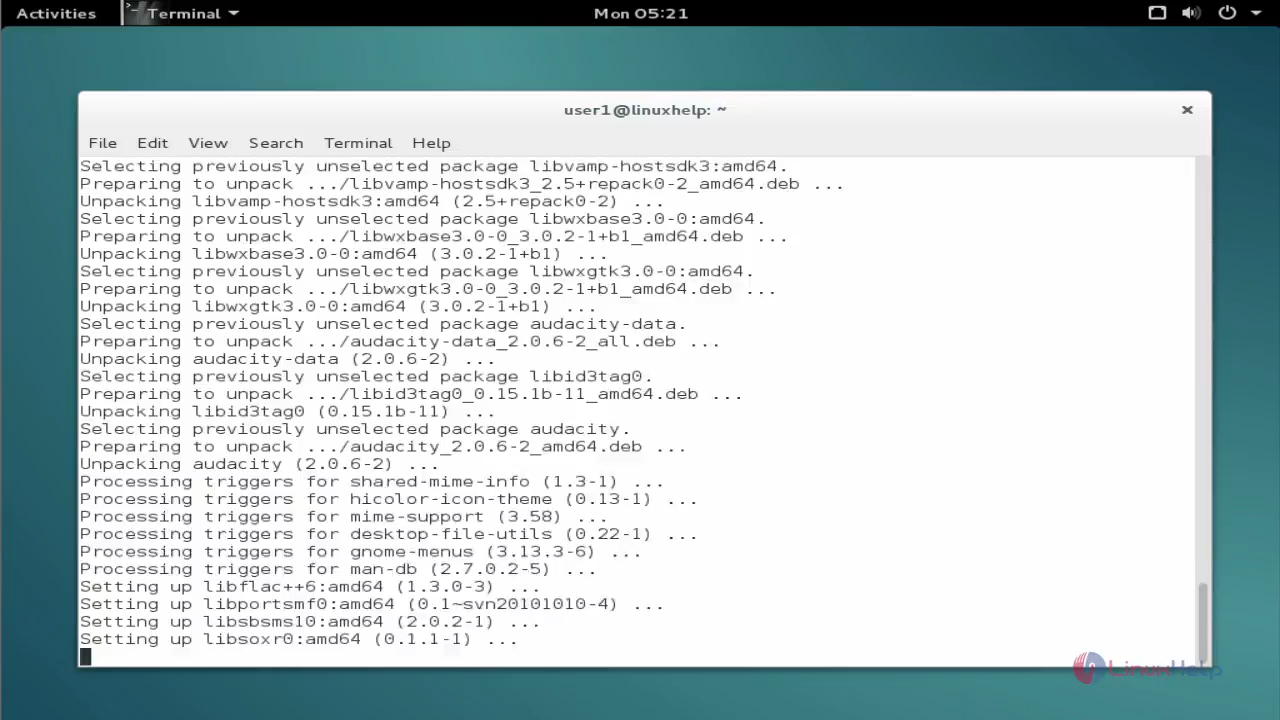 Activities
Terminal
Mon 05:21
user1@linuxhelp: ~
File Edit View Search Terminal Help
Selecting previously unselected package libvamp-hostsdk3:amd64.
Preparing to unpack .../libvamp-hostsdk3_2.5+repack0-2_amd64.deb ...
Unpacking libvamp-hostsdk3:amd64 (2.5+repack0-2) ...
Selecting previously unselected package libwxbase3.0-0:amd64.
Preparing to unpack .../libwxbase3.0-0_3.0.2-1+b1_amd64.deb ...
Unpacking libwxbase3.0-0:amd64 (3.0.2-1+b1) ...
Selecting previously unselected package libwxgtk3.0-0:amd64.
Preparing to unpack .../libwxgtk3.0-0_3.0.2-1+b1_amd64.deb ...
Unpacking libwxgtk3.0-0:amd64 (3.0.2-1+b1) ...
Selecting previously unselected package audacity-data.
Preparing to unpack .../audacity-data_2.0.6-2_all.deb ...
Unpacking audacity-data (2.0.6-2) ...
Selecting previously unselected package libid3tag0.
Preparing to unpack .../libid3tag0_0.15.1b-11_amd64.deb ...
Unpacking libid3tag0 (0.15.1b-11) ...
Selecting previously unselected package audacity.
Preparing to unpack .../audacity_2.0.6-2_amd64.deb ...
Unpacking audacity (2.0.6-2) ...
Processing triggers for shared-mime-info (1.3-1) ...
Processing triggers for hicolor-icon-theme (0.13-1) ...
Processing triggers for mime-support (3.58) ...
Processing triggers for desktop-file-utils (0.22-1) ...
Processing triggers for gnome-menus (3.13.3-6) ...
Processing triggers for man-db (2.7.0.2-5) ...
Setting up libflac++6:amd64 (1.3.0-3) ...
Setting up libportsmf0:amd64 (0.1~svn20101010-4) ...
Setting up libsbsms10:amd64 (2.0.2-1) ...
Setting up libsoxr0:amd64 (0.1.1-1) ...
LinuxHelp